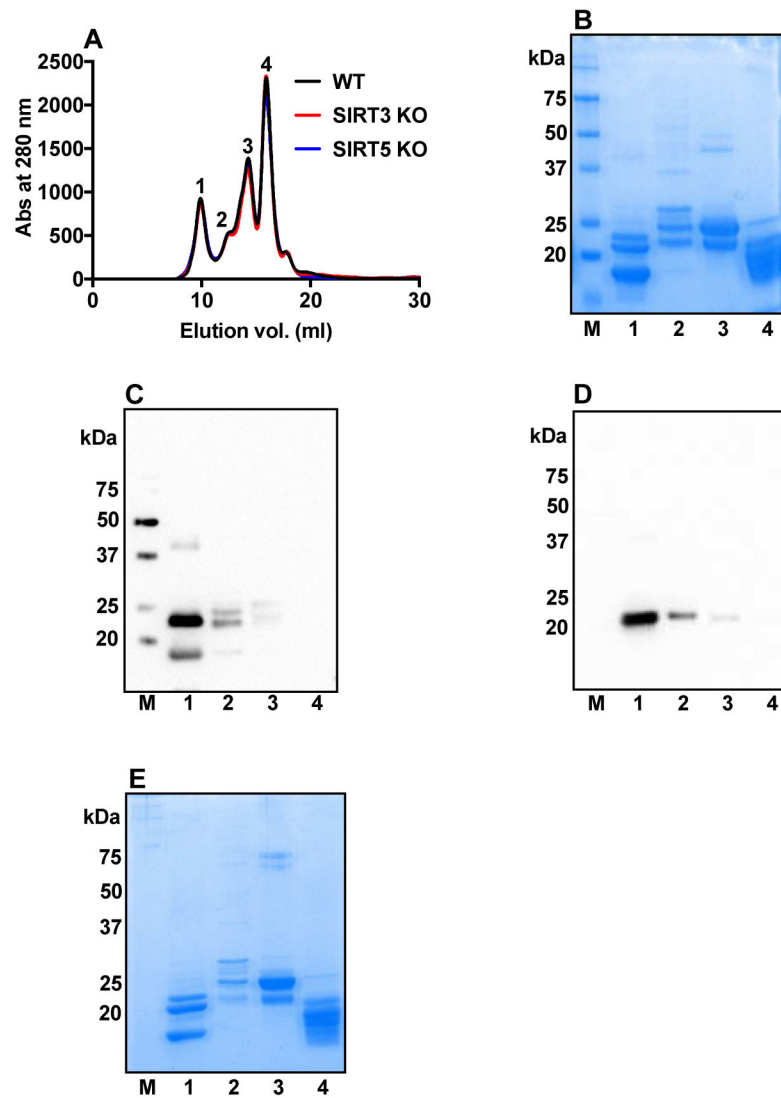 A
2500
2000
1500
1000
500
0
Abs at 280 nm
0 10 20 30
Elution vol. (ml)
1
2
3
4
WT
SIRT3 KO
SIRT5 KO
B
kDa
75
50
37
25
20
M 1 2 3 4
C
kDa
75
50
37
25
20
M 1 2 3 4
D
kDa
75
50
37
25
20
M 1 2 3 4
E
kDa
75
50
37
25
20
M 1 2 3 4